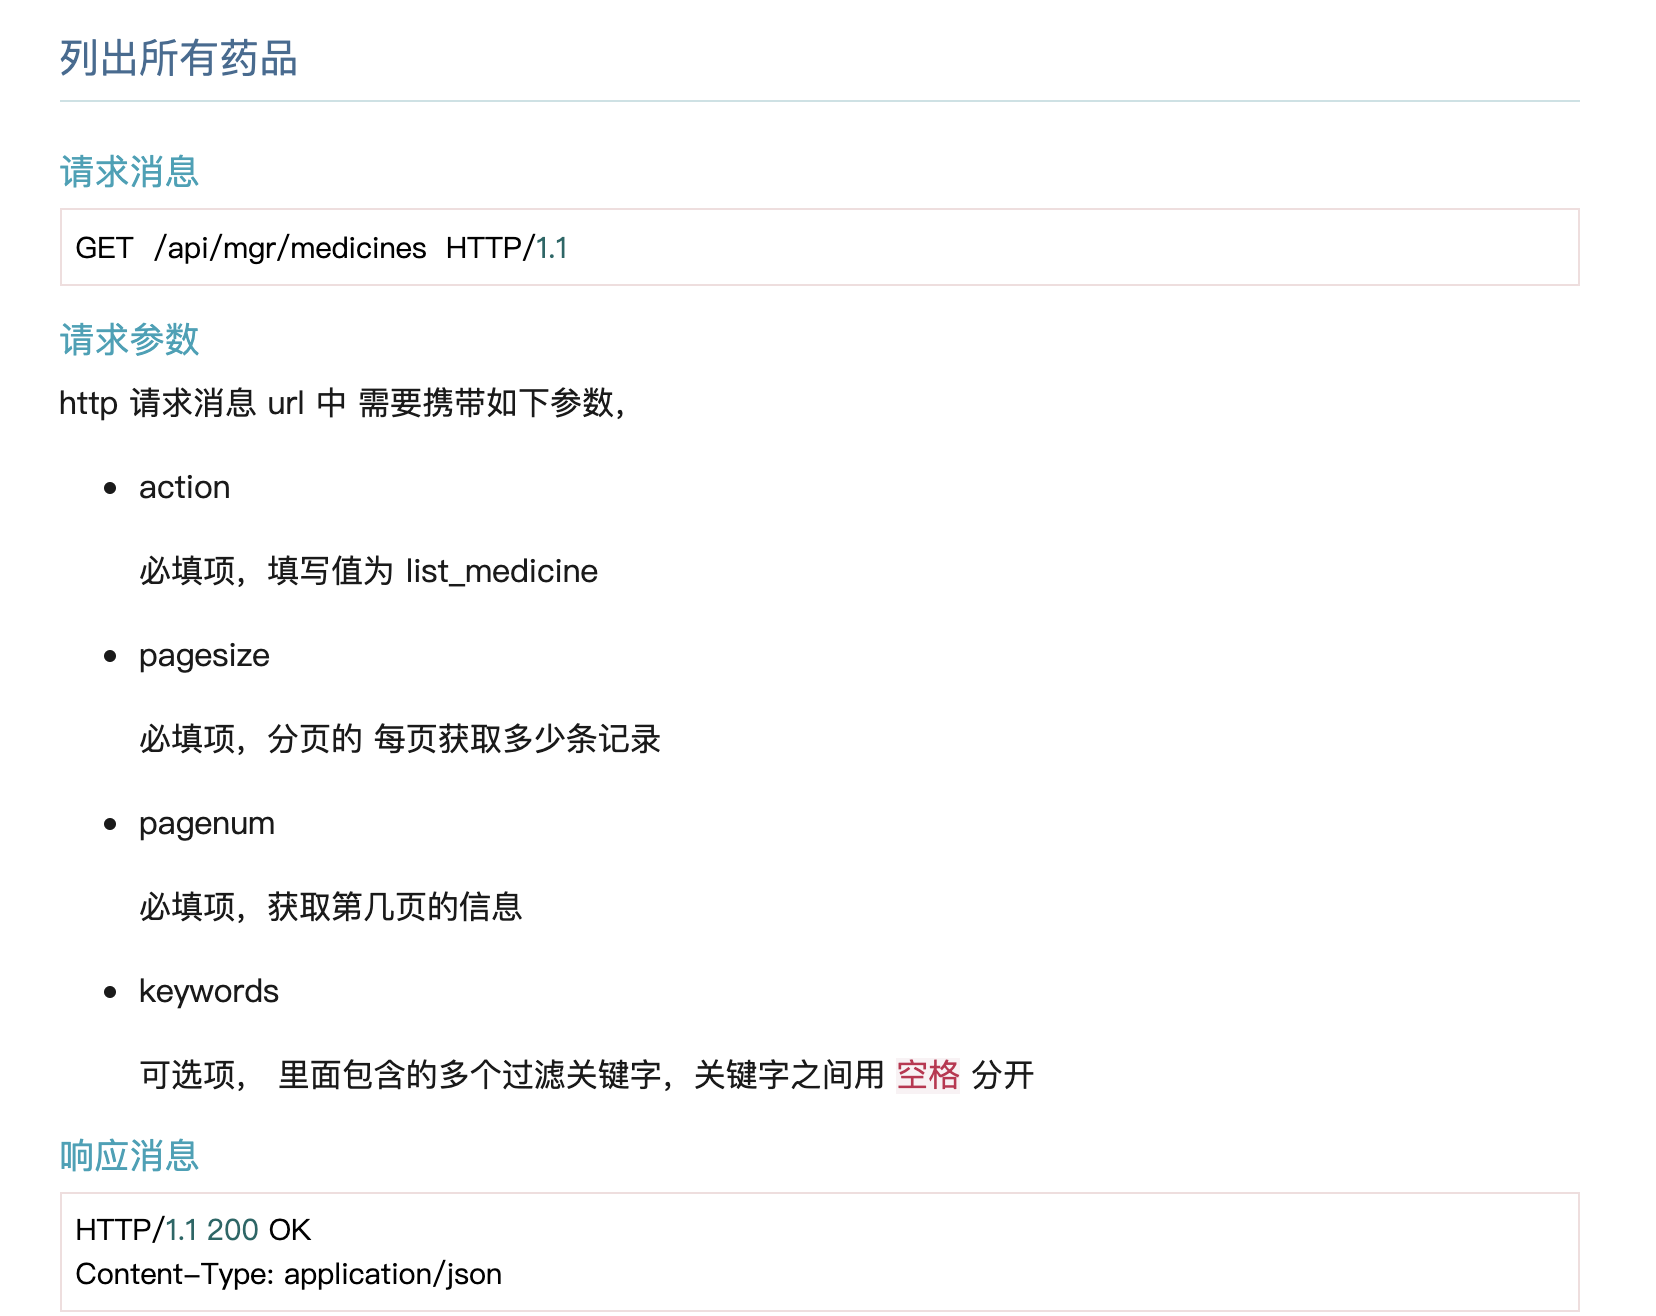 列出所有药品
请求消息
GET  /api/mgr/medicines  HTTP/1.1
请求参数
http 请求消息 url 中 需要携带如下参数，
• action
必填项，填写值为 list_medicine
• pagesize
必填项，分页的 每页获取多少条记录
• pagenum
必填项，获取第几页的信息
• keywords
可选项， 里面包含的多个过滤关键字，关键字之间用 空格 分开
响应消息
HTTP/1.1 200 OK
Content-Type: application/json